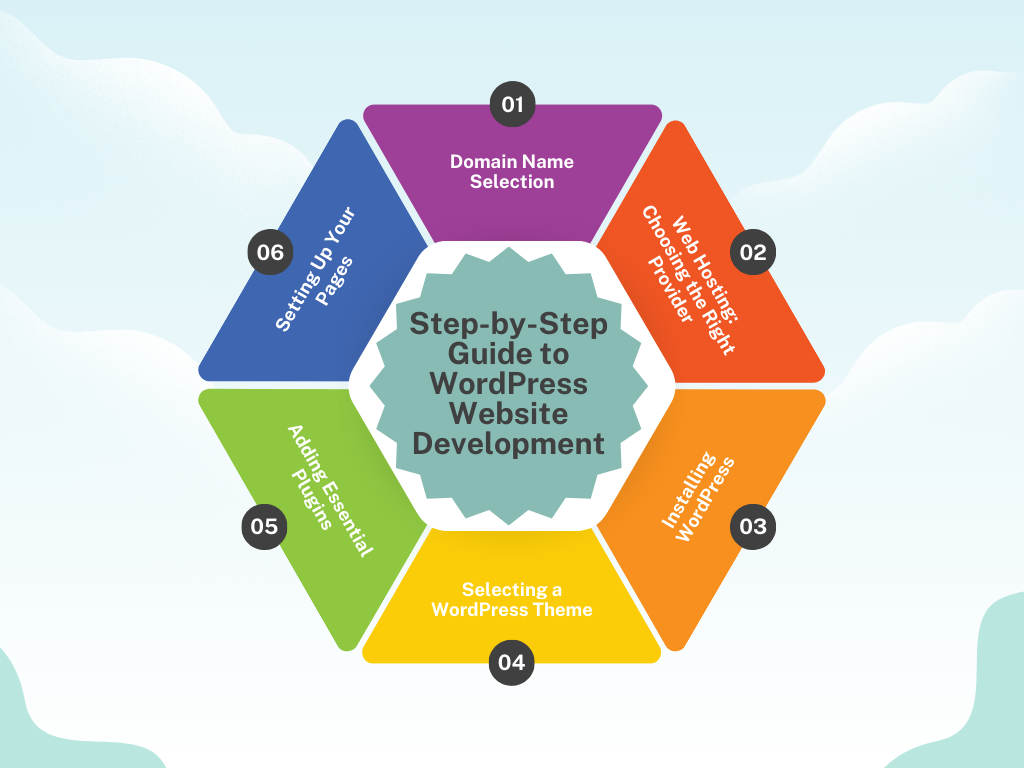 Step-by-Step
Guide to
WordPress
Website
Development
01
Domain Name
Selection
02
Web Hosting:
Choosing the Right
Provider
03
Installing
WordPress
04
Selecting a
WordPress Theme
05
Adding Essential
Plugins
06
Setting Up Your
Pages